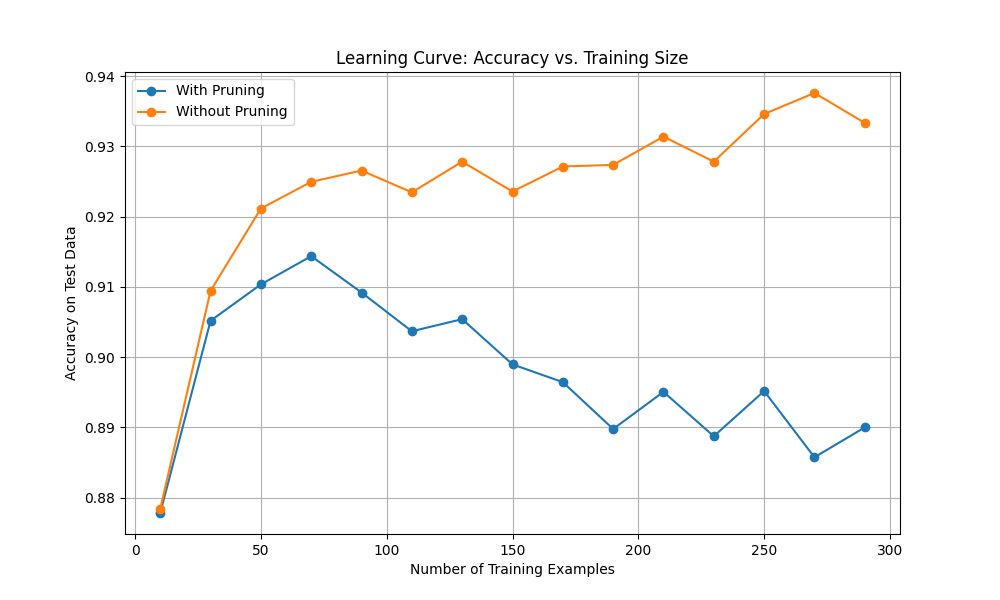 Learning Curve: Accuracy vs. Training Size
With Pruning
Without Pruning
Accuracy on Test Data
0.94
0.93
0.92
0.91
0.90
0.89
0.88
0
50
100
150
200
250
300
Number of Training Examples